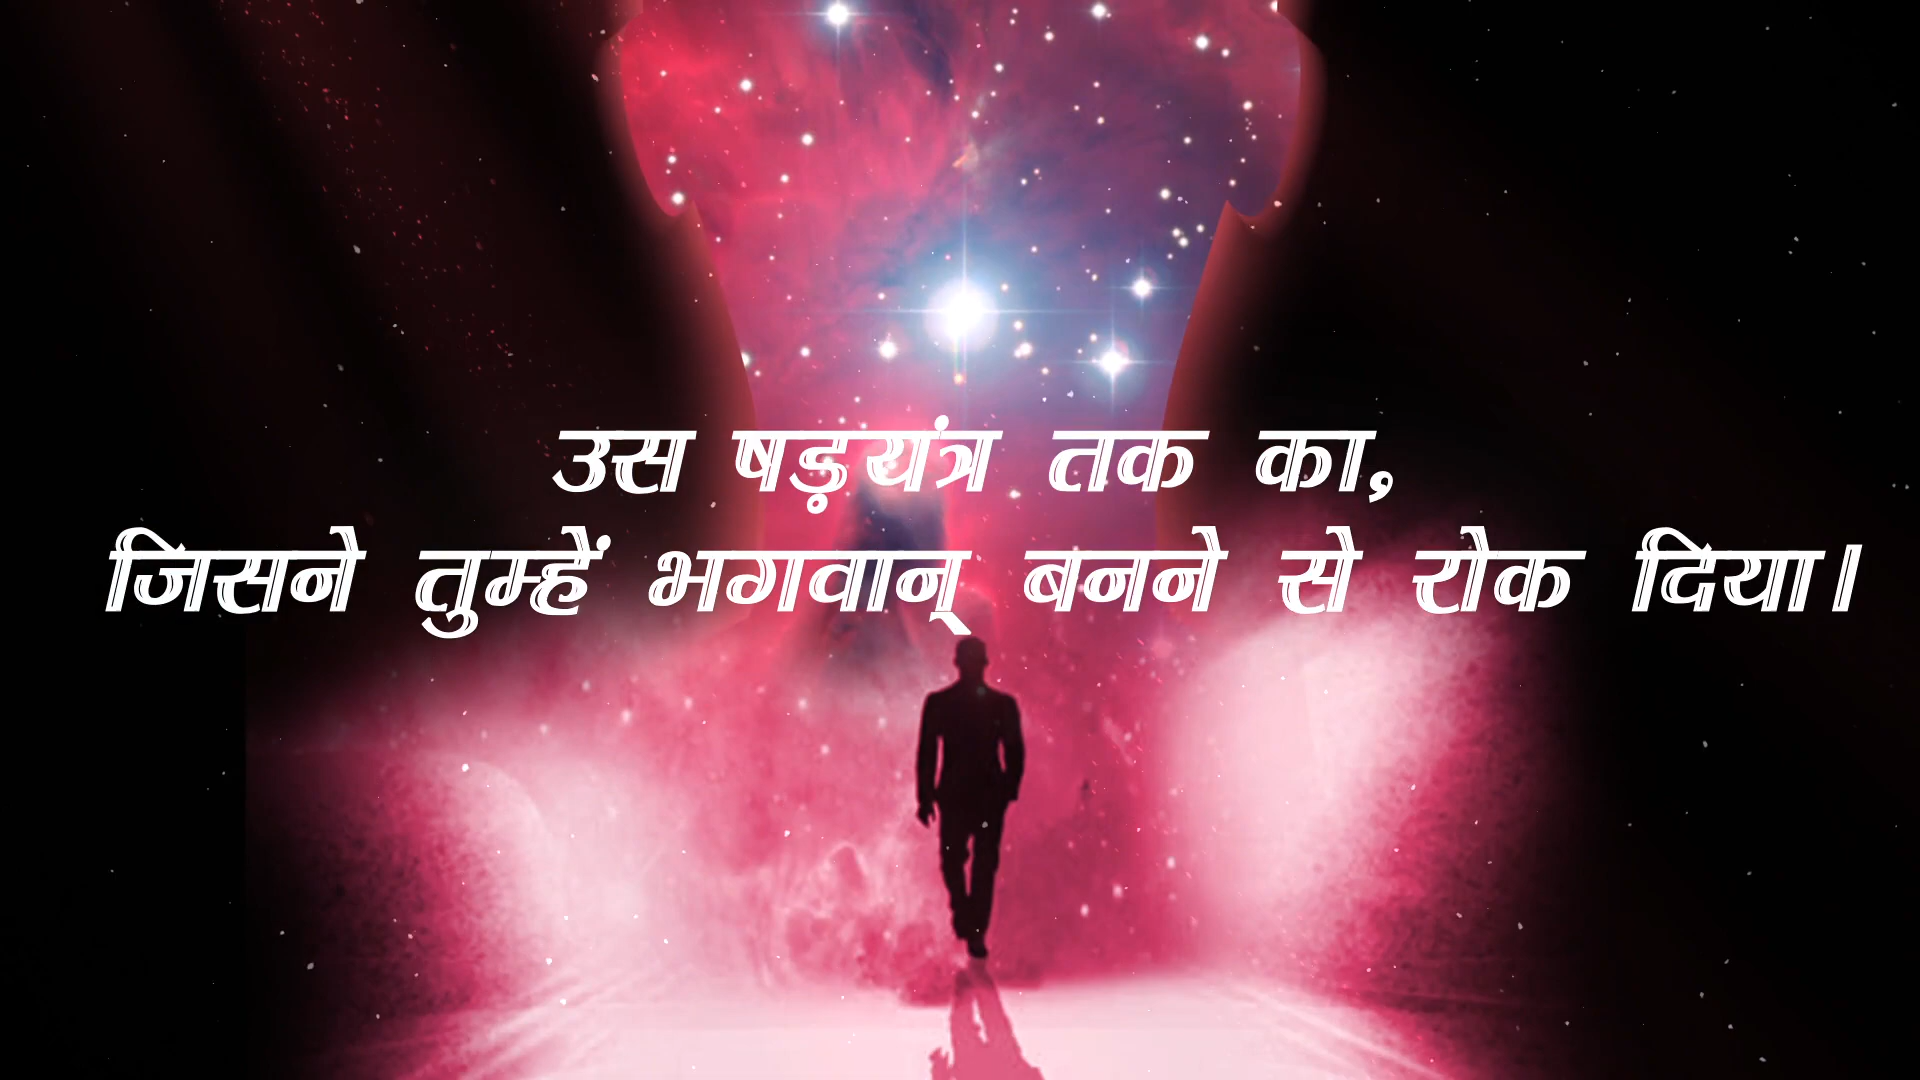 उस षड़यंत्र तक का,
जिसने तुम्हें भगवान् बनने से रोक दिया।